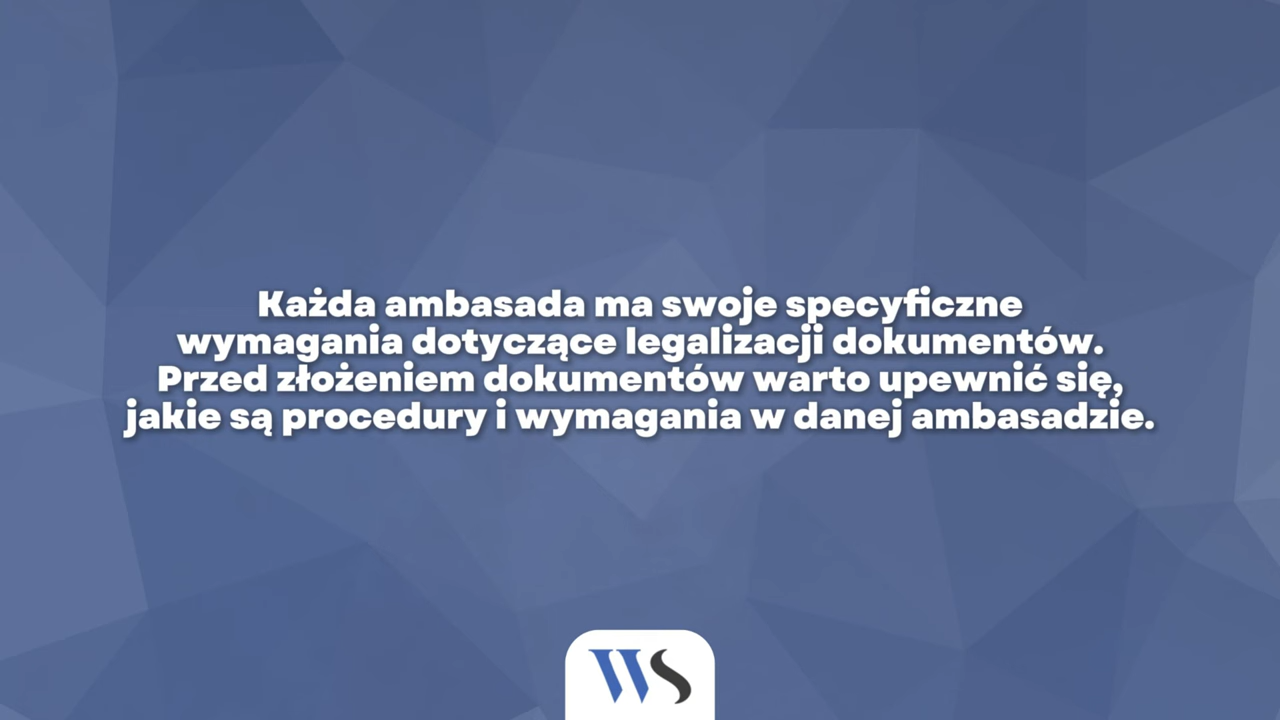 Każda ambasada ma swoje specyficzne
wymagania dotyczące legalizacji dokumentów.
Przed złożeniem dokumentów warto upewnić się,
jakie są procedury i wymagania w danej ambasadzie.
WS